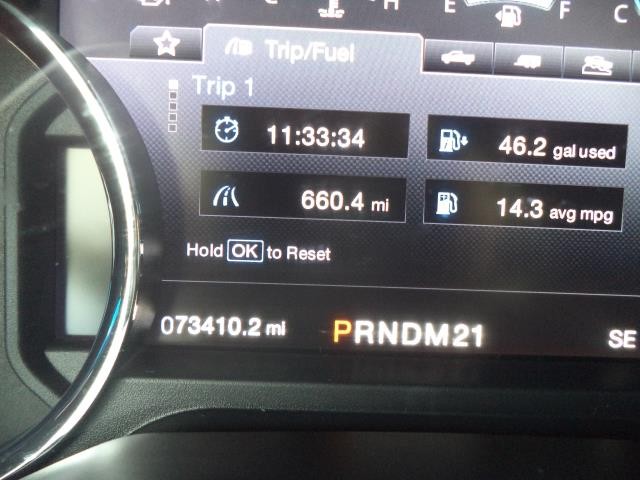 H E F C
Trip/Fuel
Trip 1
11:33:34 46.2 gal used
660.4 mi 14.3 avg mpg
Hold OK to Reset
073410.2 mi PRNDM21 SE